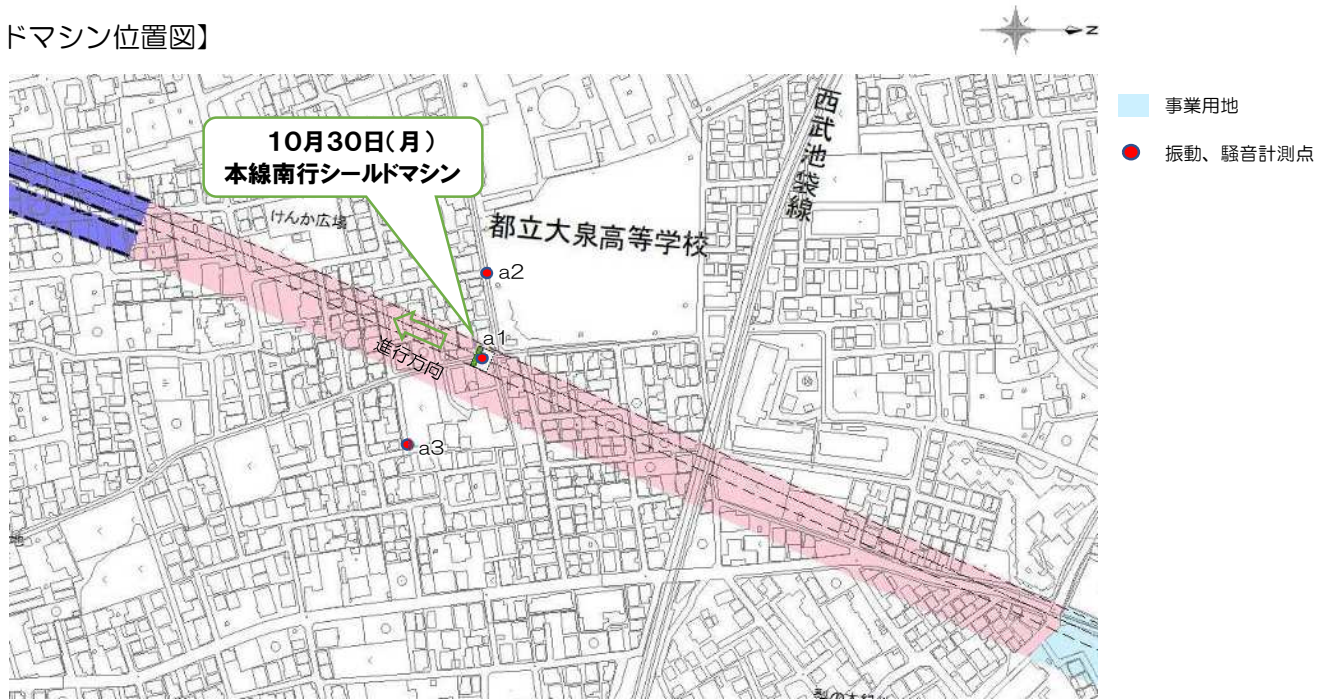 ドマシン位置図】
N
事業用地
振動、騒音計測点
10月30日(月)
本線南行シールドマシン
西武池袋線
けんか広場
都立大泉高等学校
a2
a1
進行方向
a3